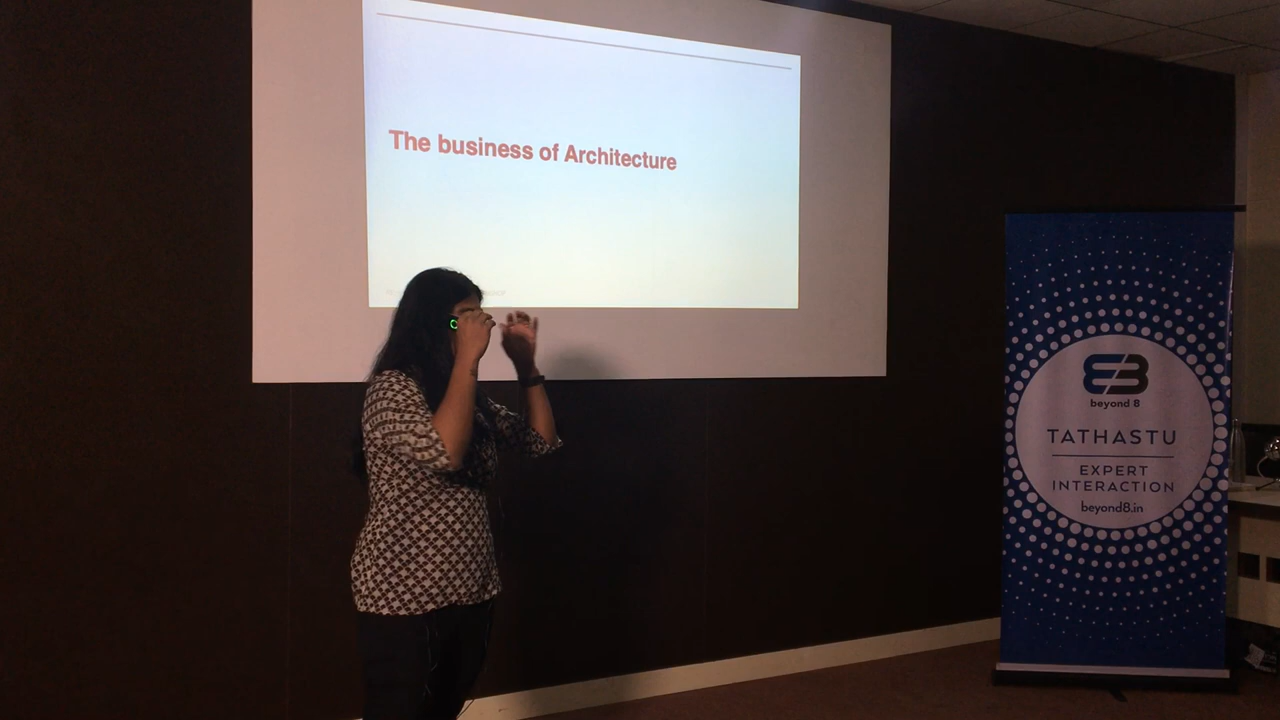 The business of Architecture
beyond 8
TATHASTU
EXPERT
INTERACTION
beyond8.in